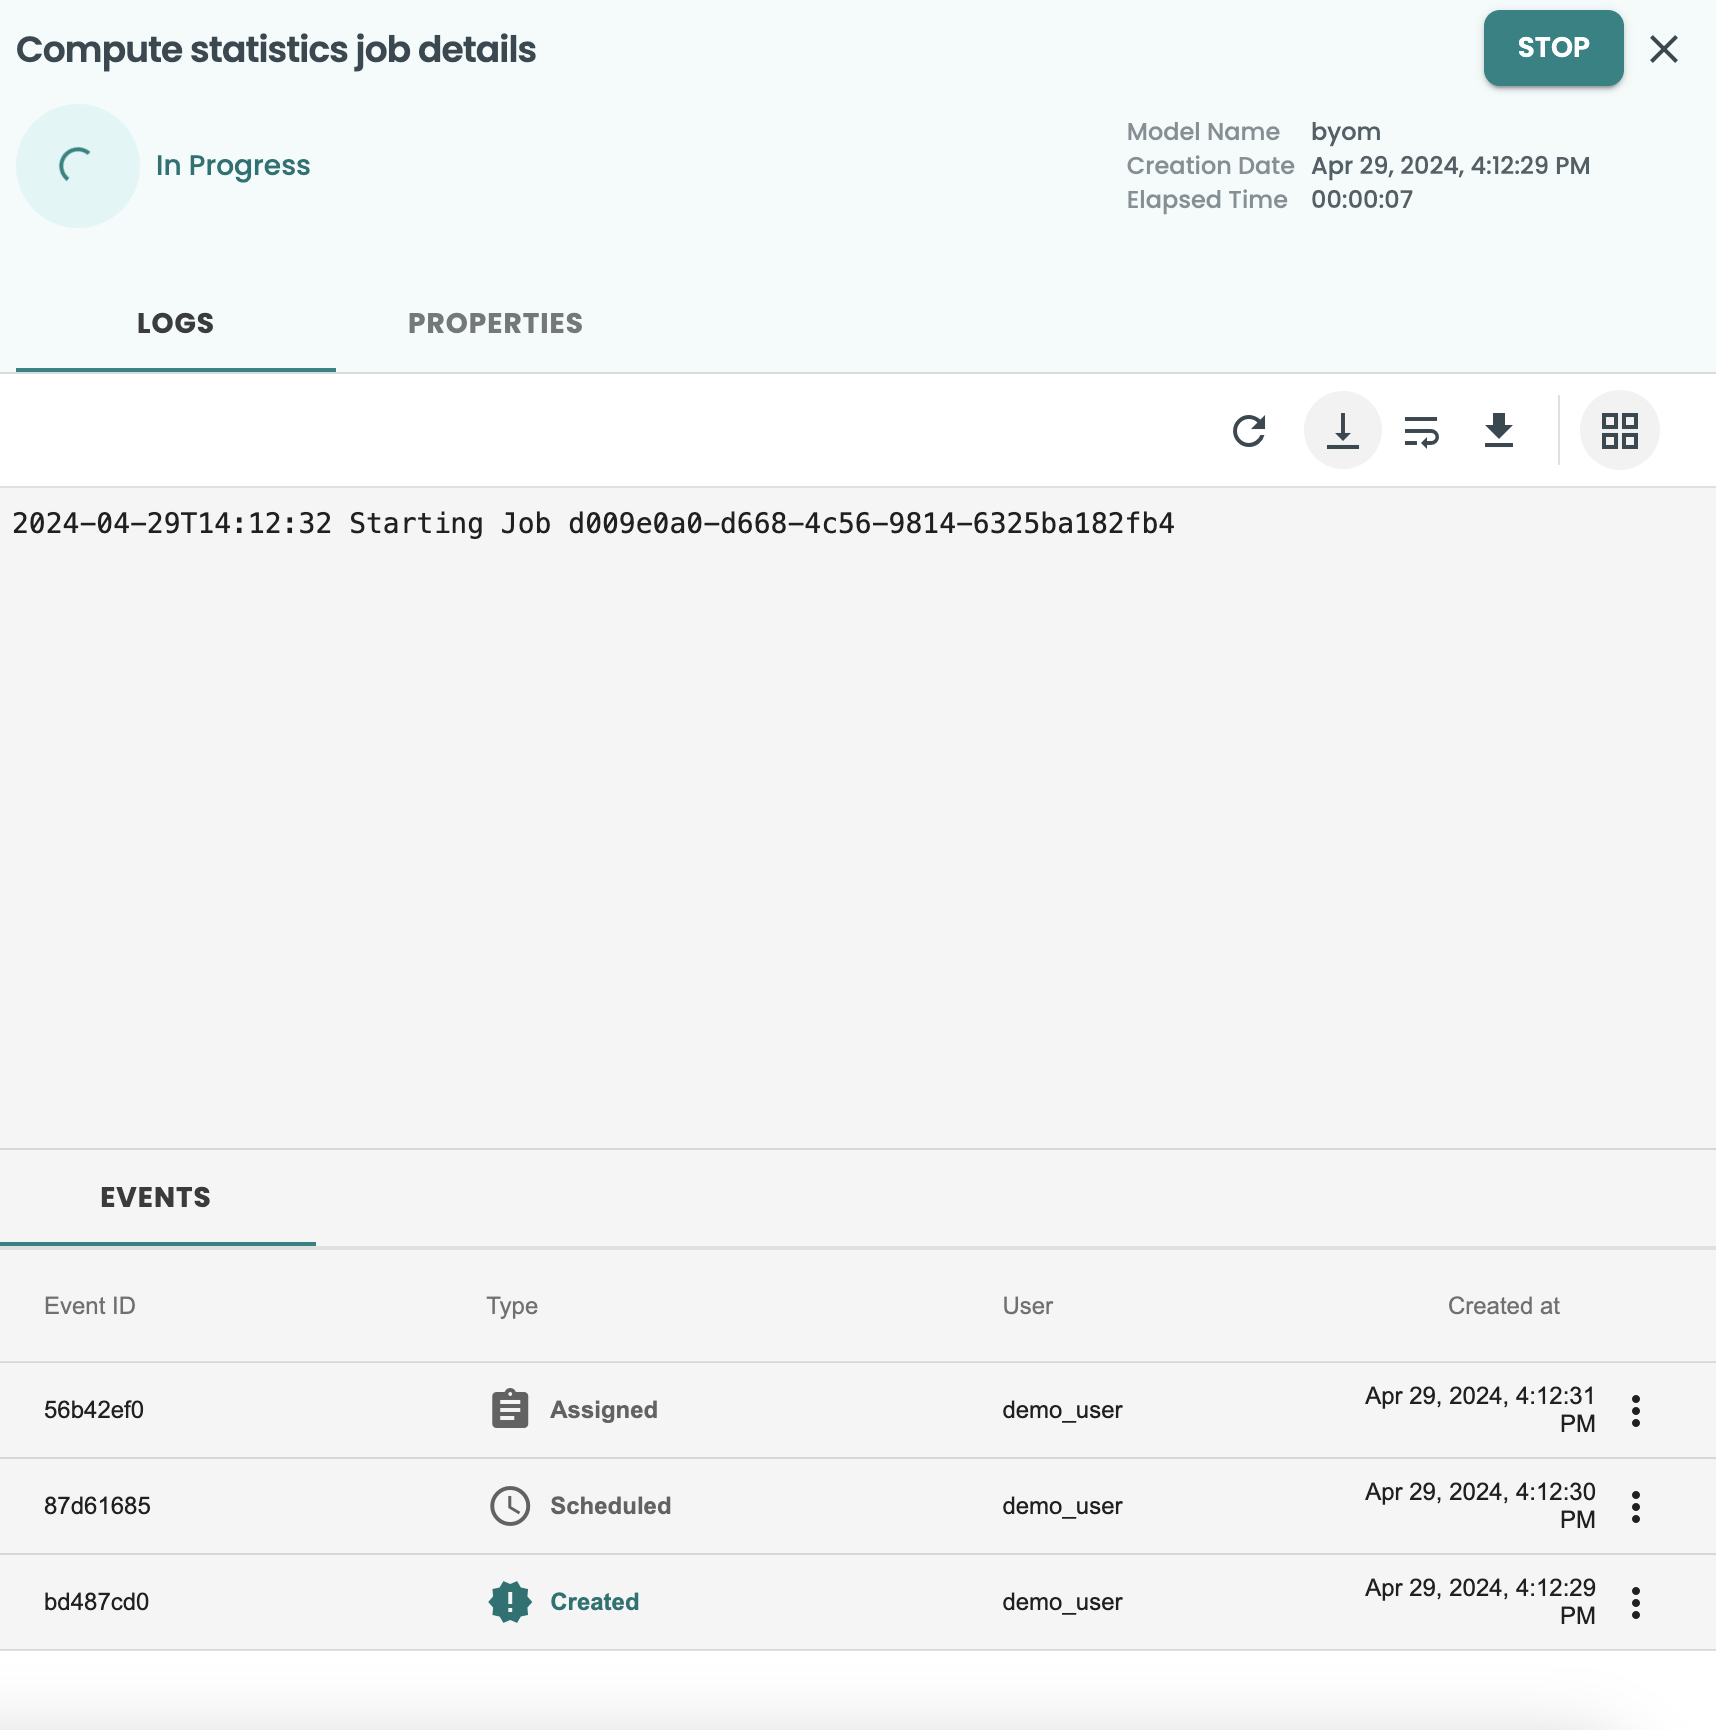 Compute statistics job details
STOP
In Progress
Model Name byom
Creation Date Apr 29, 2024, 4:12:29 PM
Elapsed Time 00:00:07
LOGS PROPERTIES
2024-04-29T14:12:32 Starting Job d009e0a0-d668-4c56-9814-6325ba182fb4
EVENTS
Event ID Type User Created at
56b42ef0 Assigned demo_user Apr 29, 2024, 4:12:31
PM
87d61685 Scheduled demo_user Apr 29, 2024, 4:12:30
PM
bd487cd0 Created demo_user Apr 29, 2024, 4:12:29
PM